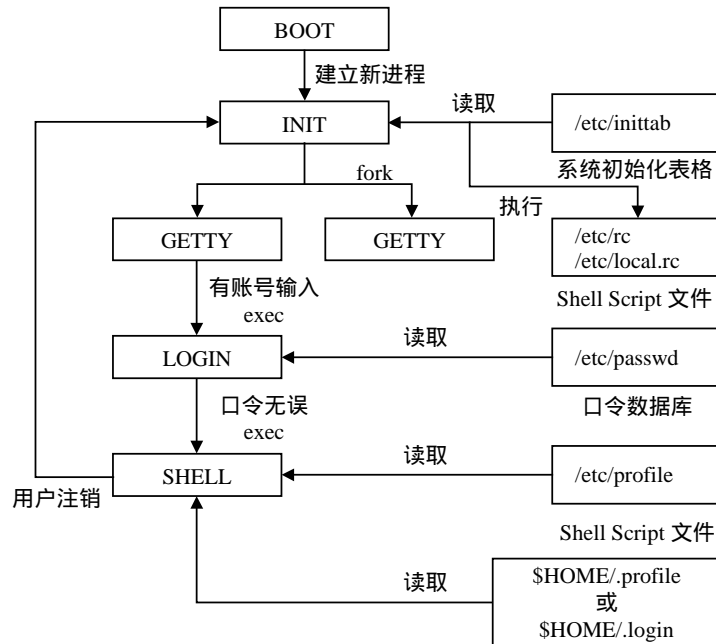 BOOT
建立新进程
读取
INIT
/etc/inittab
系统初始化表格
fork
执行
GETTY
GETTY
/etc/rc
/etc/local.rc
有账号输入
exec
Shell Script 文件
读取
LOGIN
/etc/passwd
口令无误
exec
口令数据库
读取
SHELL
/etc/profile
用户注销
Shell Script 文件
读取
$HOME/.profile
或
$HOME/.login